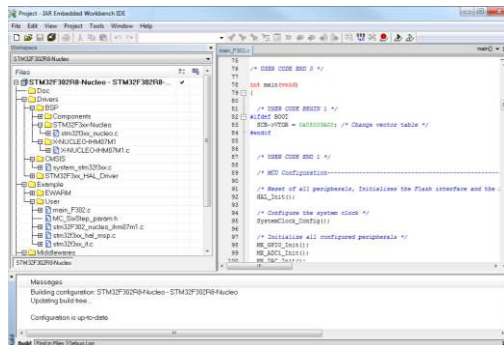 Project - IAR Embedded Workbench IDE
File Edit View Project Tools Window Help
Workspace
STM32F302R8-Nucleo
Files
STM32F302R8-Nucleo - STM32F302R8-...
Doc
Drivers
BSP
Components
STM32F3xx-Nucleo
stm32f3xx_nucleo.c
X-NUCLEO-IHM07M1
X-NUCLEO-IHM07M1.c
CMSIS
system_stm32f3xx.c
STM32F3xx_HAL_Driver
Example
EWARM
User
main_F302.c
MC_SixStep_param.h
stm32F302_nucleo_ihm07m1.c
stm32f3xx_hal_msp.c
stm32f3xx_it.c
Middlewares
STM32F302R8-Nucleo
main_F302.c
main()
75
76 /* USER CODE END 0 */
77
78 int main(void)
79 {
80
81 /* USER CODE BEGIN 1 */
82 #ifdef BOOT
83 /* Change vector table */
84 #endif
85
86
87 /* USER CODE END 1 */
88
89 /* MCU Configuration
90
91 /* Reset of all peripherals, Initializes the Flash interface and the
92 HAL_Init();
93
94 /* Configure the system clock */
95 SystemClock_Config();
96
97 /* Initialize all configured peripherals */
98 MX_GPIO_Init();
99 MX_ADC1_Init();
100 MX_DAC_Init();
Messages
Building configuration: STM32F302R8-Nucleo - STM32F302R8-Nucleo
Updating build tree...
Configuration is up-to-date.
Build Find in Files Debug Log